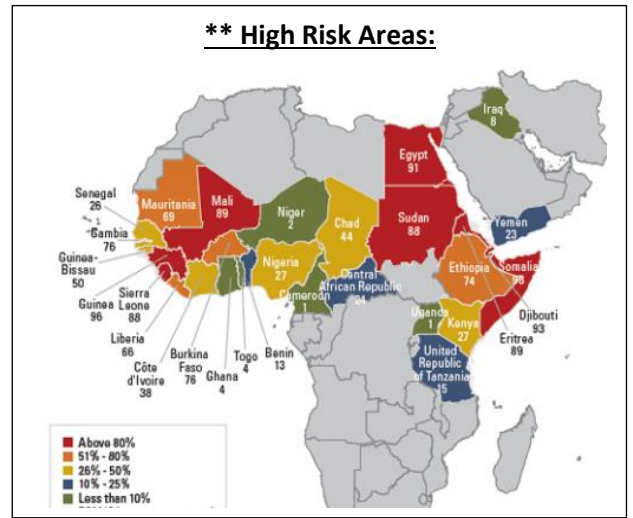 ** High Risk Areas:
Iraq
8
Egypt
91
Senegal
26
Mauritania
69
Mali
89
Niger
2
Chad
44
Sudan
88
Yemen
23
Gambia
76
Guinea-
Bissau
50
Nigeria
27
Ethiopia
74
Somalia
98
Central
African Republic
24
Cameroon
1
Guinea
96
Sierra
Leone
88
Uganda
1
Kenya
27
Djibouti
93
Eritrea
89
Liberia
66
Côte
d'Ivoire
38
Burkina
Faso
76
Ghana
4
Togo
4
Benin
13
United
Republic
of Tanzania
15
Above 80%
51% - 80%
26% - 50%
10% - 25%
Less than 10%